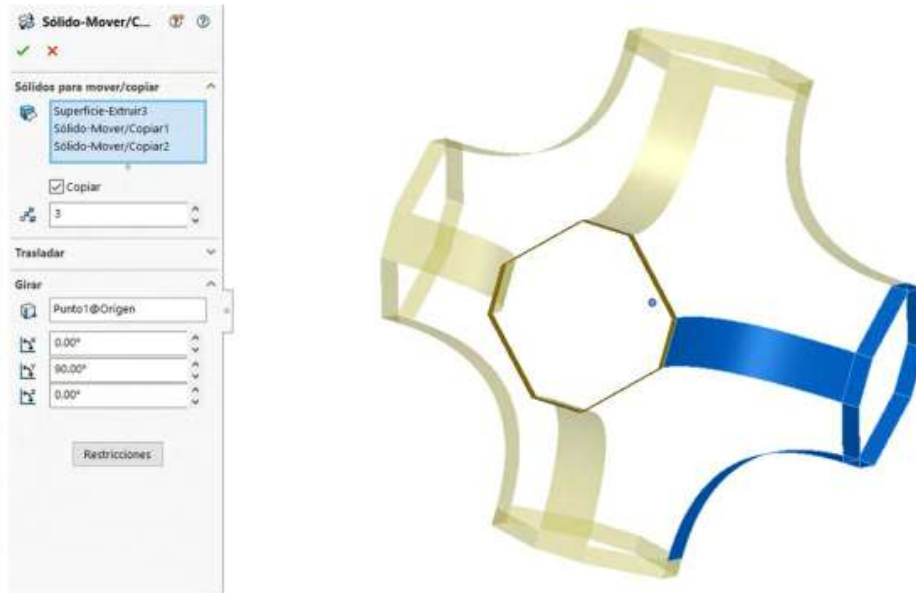 Sólido-Mover/C...
Sólidos para mover/copiar
Superficie-Extruir3
Sólido-Mover/Copiar1
Sólido-Mover/Copiar2
Copiar
3
Trasladar
Girar
Punto1@Origen
0.00°
90.00°
0.00°
Restricciones